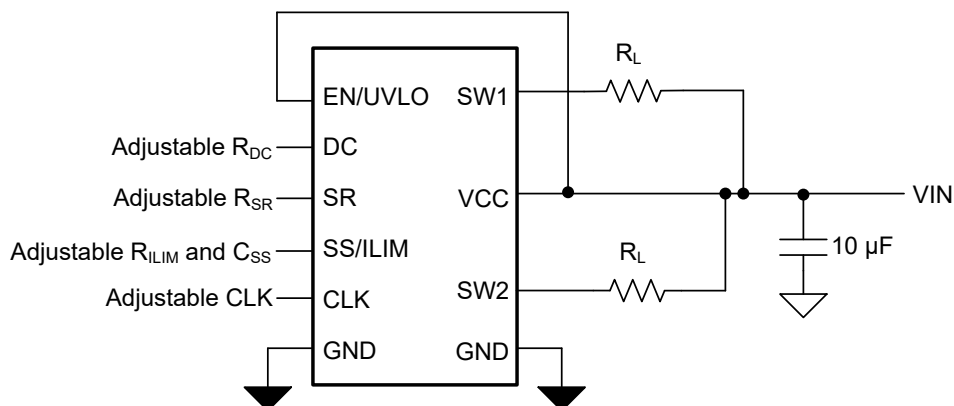 R_L
EN/UVLO SW1
Adjustable R_DC DC
Adjustable R_SR SR VCC VIN
Adjustable R_ILIM and C_SS SS/ILIM R_L 10 µF
Adjustable CLK CLK SW2
GND GND